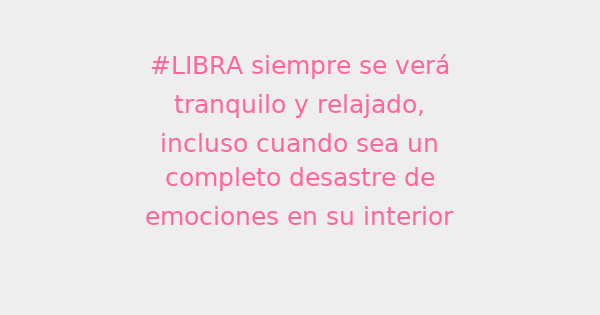 #LIBRA siempre se verá
tranquilo y relajado,
incluso cuando sea un
completo desastre de
emociones en su interior